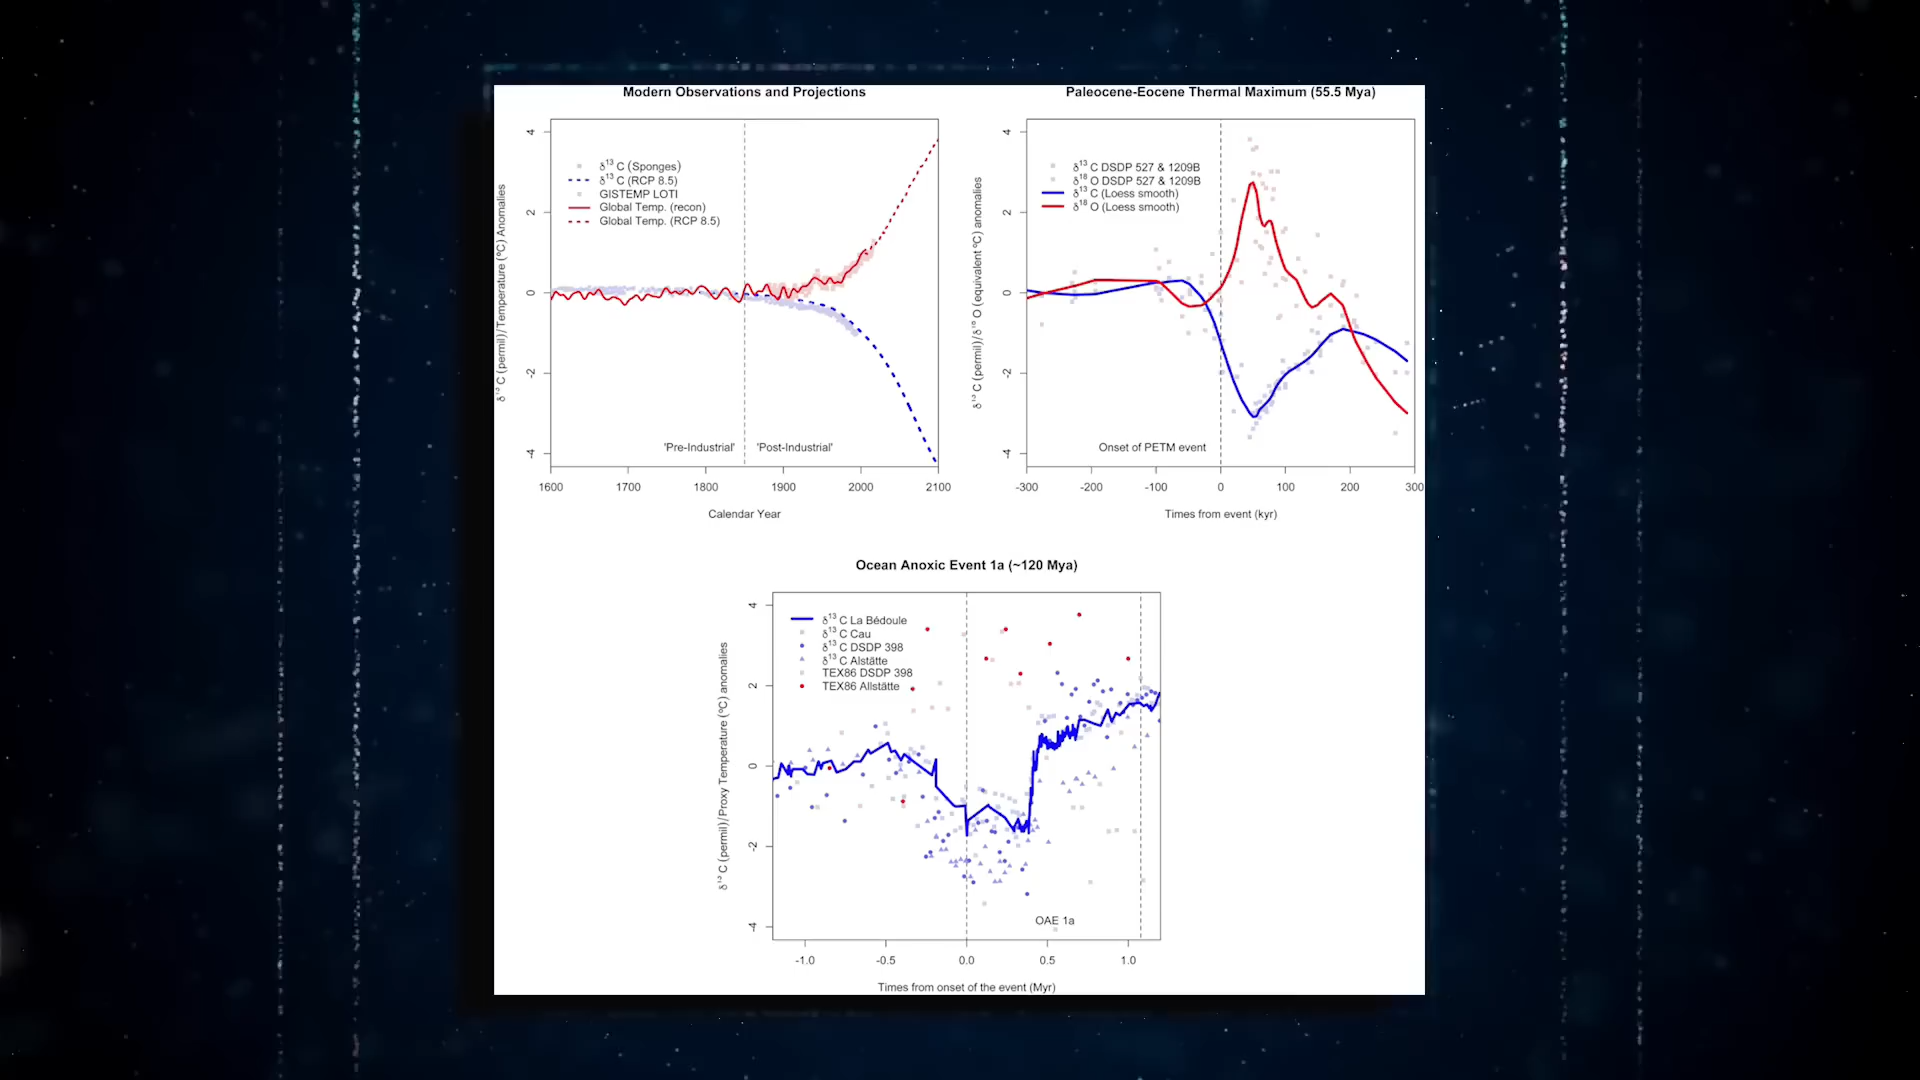 Modern Observations and Projections
δ¹³ C (permil)/Temperature (ºC) Anomalies
4
2
0
-2
-4
δ¹³ C (Sponges)
δ¹³ C (RCP 8.5)
GISTEMP LOTI
Global Temp. (recon)
Global Temp. (RCP 8.5)
'Pre-Industrial'
'Post-Industrial'
1600 1700 1800 1900 2000 2100
Calendar Year
Paleocene-Eocene Thermal Maximum (55.5 Mya)
δ¹³ C (permil)/δ¹⁸ O (equivalent ºC) anomalies
4
2
0
-2
-4
δ¹³ C DSDP 527 & 1209B
δ¹⁸ O DSDP 527 & 1209B
δ¹³ C (Loess smooth)
δ¹⁸ O (Loess smooth)
Onset of PETM event
-300 -200 -100 0 100 200 300
Times from event (kyr)
Ocean Anoxic Event 1a (~120 Mya)
δ¹³ C (permil)/Proxy Temperature (ºC) anomalies
4
2
0
-2
-4
δ¹³ C La Bédoule
δ¹³ C Cau
δ¹³ C DSDP 398
δ¹³ C Alstätte
TEX86 DSDP 398
TEX86 Allstätte
OAE 1a
-1.0 -0.5 0.0 0.5 1.0
Times from onset of the event (Myr)